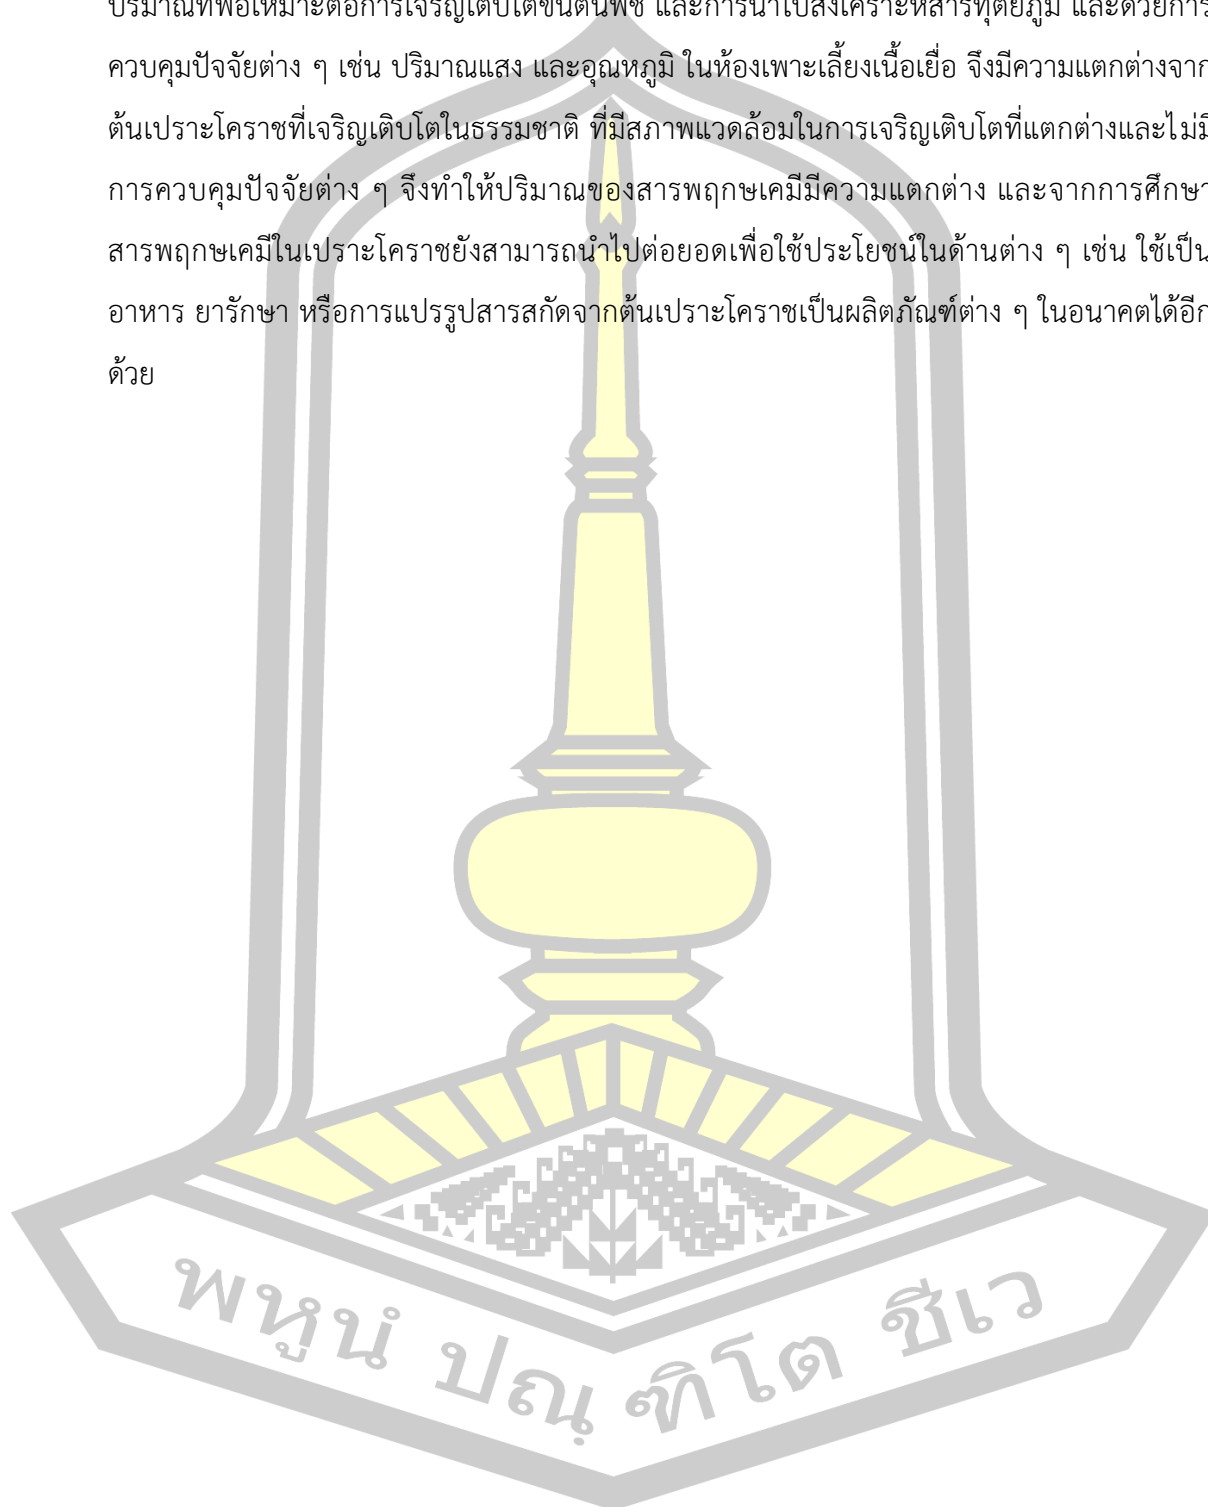 ปริมาณที่พอเหมาะต่อการเจริญเติบโตขึ้นต้นพืช และการนำไปสังเคราะห์สารทุติยภูมิ และด้วยการ
ควบคุมปัจจัยต่าง ๆ เช่น ปริมาณแสง และอุณหภูมิ ในห้องเพาะเลี้ยงเนื้อเยื่อ จึงมีความแตกต่างจาก
ต้นเปราะโคราชที่เจริญเติบโตในธรรมชาติ ที่มีสภาพแวดล้อมในการเจริญเติบโตที่แตกต่างและไม่มี
การควบคุมปัจจัยต่าง ๆ จึงทำให้ปริมาณของสารพฤกษเคมีมีความแตกต่าง และจากการศึกษา
สารพฤกษเคมีในเปราะโคราชยังสามารถนำไปต่อยอดเพื่อใช้ประโยชน์ในด้านต่าง ๆ เช่น ใช้เป็น
อาหาร ยารักษา หรือการแปรรูปสารสกัดจากต้นเปราะโคราชเป็นผลิตภัณฑ์ต่าง ๆ ในอนาคตได้อีก
ด้วย
พหูนํ ปณฺฑิโต ชีเว